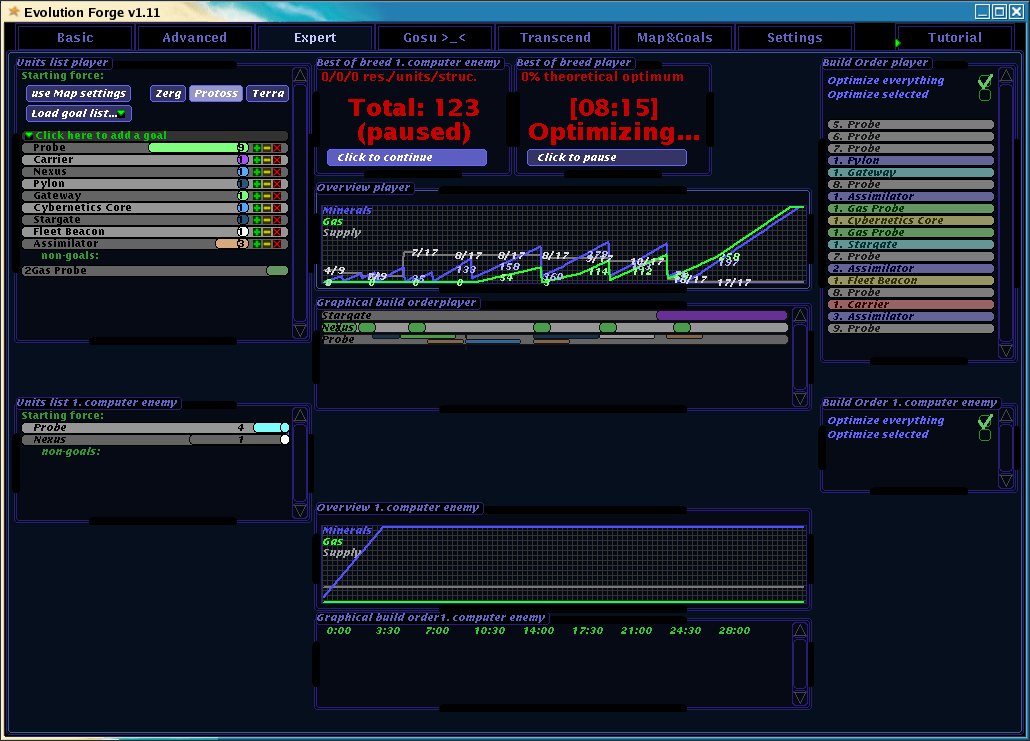 Evolution Forge v1.11
Basic
Advanced
Expert
Gosu >_<
Transcend
Map&Goals
Settings
Tutorial
Units list player
Starting force:
use Map settings
Zerg
Protoss
Terra
Load goal list...
Click here to add a goal
Probe 9
Carrier 1
Nexus 1
Pylon 1
Gateway 1
Cybernetics Core 1
Stargate 1
Fleet Beacon 1
Assimilator 3
non-goals:
2Gas Probe
Best of breed 1. computer enemy
0/0/0 res./units/struc.
Total: 123
(paused)
Click to continue
Best of breed player
0% theoretical optimum
[08:15]
Optimizing...
Click to pause
Overview player
Minerals
Gas
Supply
4/9
7/17
8/17
8/17
8/17
10/17
17/17
0
0
133
158
160
114
112
258
Graphical build orderplayer
Stargate
Nexus
Probe
Build Order player
Optimize everything
Optimize selected
5. Probe
6. Probe
7. Probe
1. Pylon
1. Gateway
8. Probe
1. Assimilator
1. Gas Probe
1. Cybernetics Core
1. Gas Probe
1. Stargate
7. Probe
2. Assimilator
1. Fleet Beacon
8. Probe
1. Carrier
3. Assimilator
9. Probe
Units list 1. computer enemy
Starting force:
Probe 4
Nexus 1
non-goals:
Build Order 1. computer enemy
Optimize everything
Optimize selected
Overview 1. computer enemy
Minerals
Gas
Supply
Graphical build order1. computer enemy
0:00 3:30 7:00 10:30 14:00 17:30 21:00 24:30 28:00